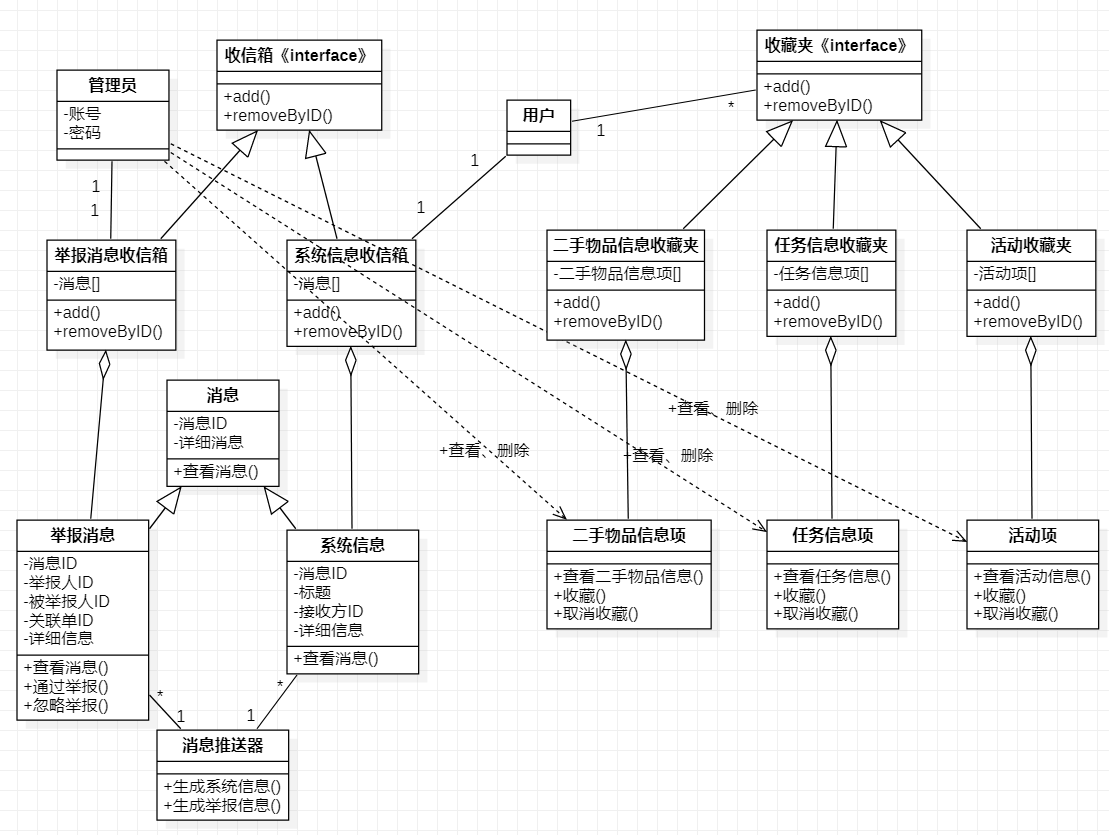 收信箱《interface》
+add()
+removeByID()
收藏夹《interface》
+add()
+removeByID()
管理员
-账号
-密码
用户
*
1
1
1
1
1
举报消息收信箱
-消息[]
+add()
+removeByID()
系统信息收信箱
-消息[]
+add()
+removeByID()
二手物品信息收藏夹
-二手物品信息项[]
+add()
+removeByID()
任务信息收藏夹
-任务信息项[]
+add()
+removeByID()
活动收藏夹
-活动项[]
+add()
+removeByID()
消息
-消息ID
-详细消息
+查看消息()
+查看、删除
+查看、删除
+查看、删除
举报消息
-消息ID
-举报人ID
-被举报人ID
-关联单ID
-详细信息
+查看消息()
+通过举报()
+忽略举报()
系统信息
-消息ID
-标题
-接收方ID
-详细信息
+查看消息()
二手物品信息项
+查看二手物品信息()
+收藏()
+取消收藏()
任务信息项
+查看任务信息()
+收藏()
+取消收藏()
活动项
+查看活动信息()
+收藏()
+取消收藏()
*
1
*
1
消息推送器
+生成系统信息()
+生成举报信息()